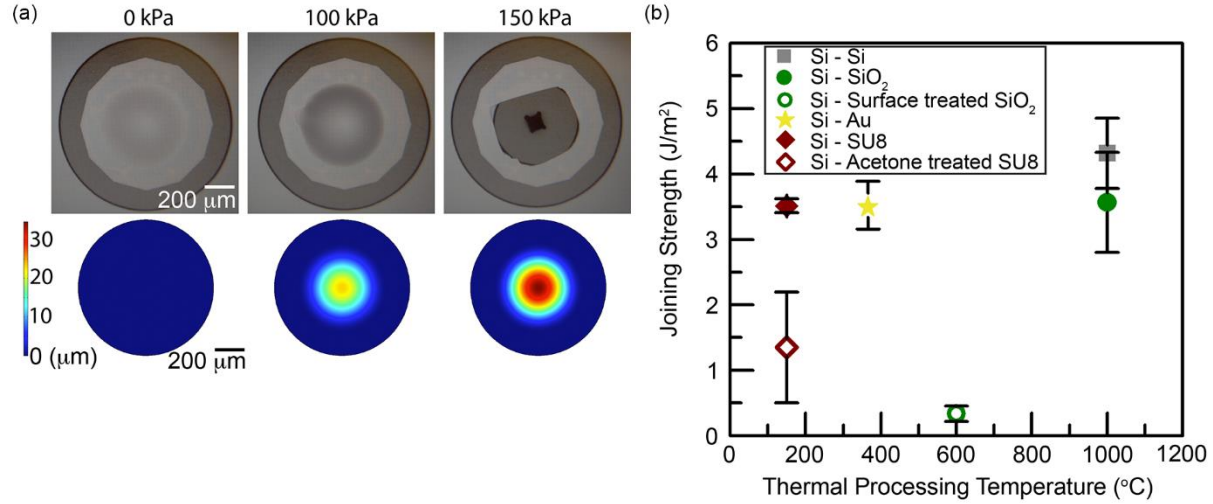 (a)
0 kPa
100 kPa
150 kPa
200 μm
30
20
10
0 (μm)
200 μm
(b)
Joining Strength (J/m²)
6
5
4
3
2
1
0
Si - Si
Si - SiO₂
Si - Surface treated SiO₂
Si - Au
Si - SU8
Si - Acetone treated SU8
0 200 400 600 800 1000 1200
Thermal Processing Temperature (°C)